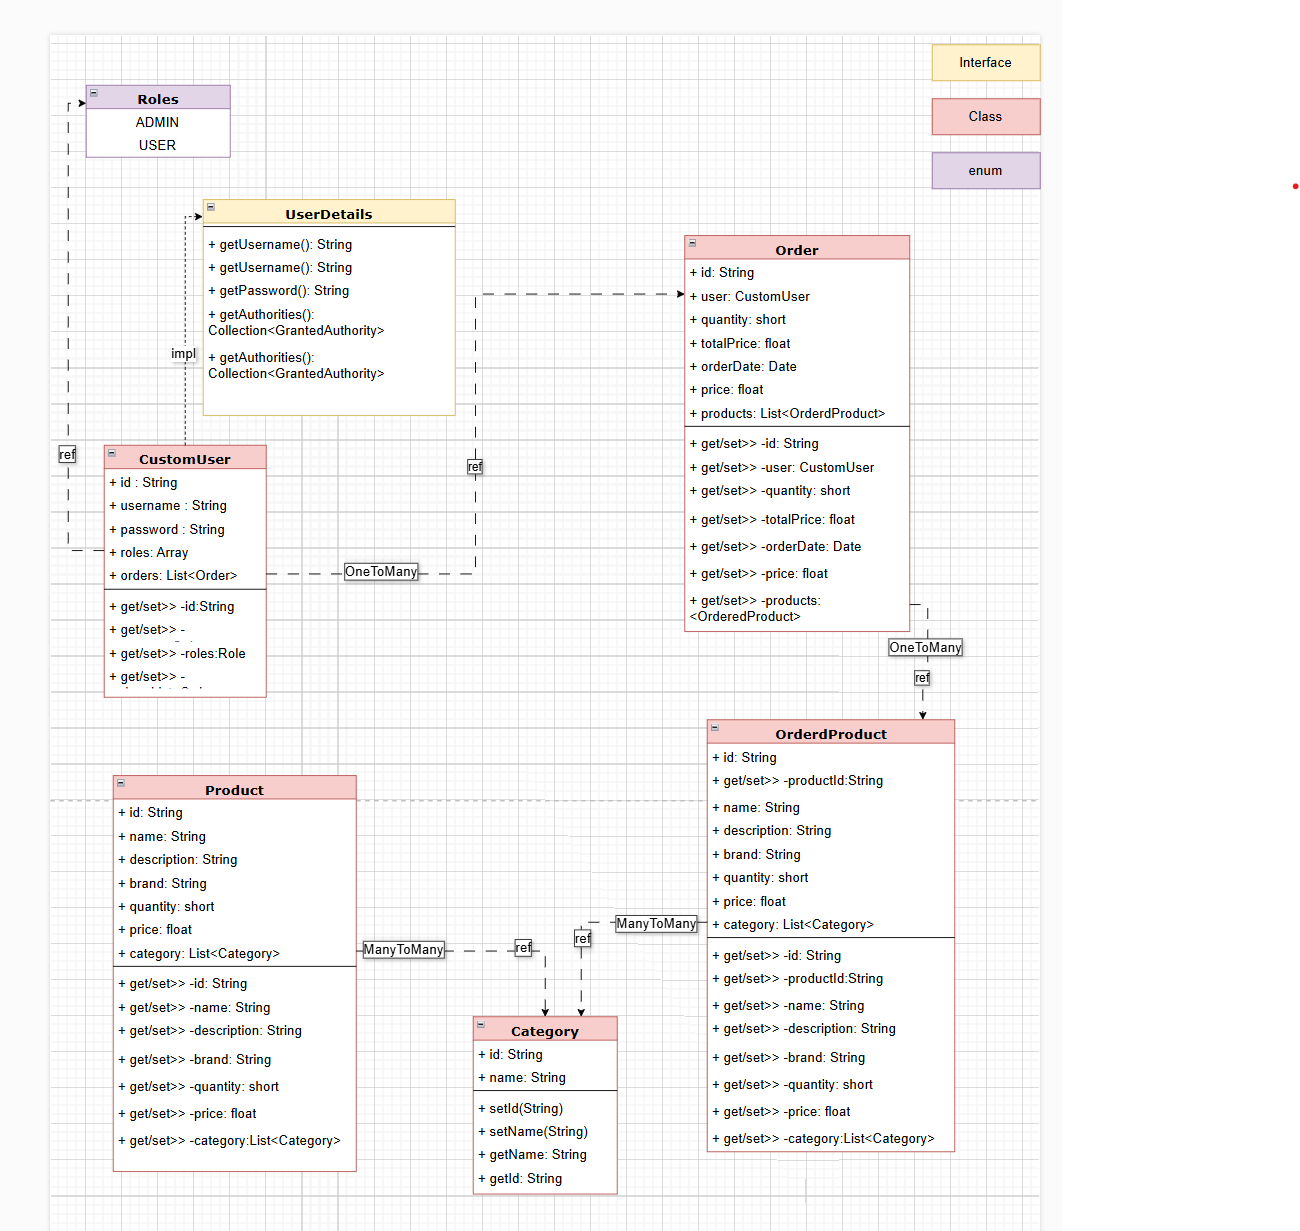 Interface
Class
enum
Roles
ADMIN
USER
UserDetails
+ getUsername(): String
+ getUsername(): String
+ getPassword(): String
+ getAuthorities():
Collection<GrantedAuthority>
+ getAuthorities():
Collection<GrantedAuthority>
impl
ref
CustomUser
+ id : String
+ username : String
+ password : String
+ roles: Array
+ orders: List<Order>
+ get/set>> -id:String
+ get/set>> -
+ get/set>> -roles:Role
+ get/set>> -
OneToMany
ref
Order
+ id: String
+ user: CustomUser
+ quantity: short
+ totalPrice: float
+ orderDate: Date
+ price: float
+ products: List<OrderdProduct>
+ get/set>> -id: String
+ get/set>> -user: CustomUser
+ get/set>> -quantity: short
+ get/set>> -totalPrice: float
+ get/set>> -orderDate: Date
+ get/set>> -price: float
+ get/set>> -products:
<OrderedProduct>
OneToMany
ref
OrderdProduct
+ id: String
+ get/set>> -productId:String
+ name: String
+ description: String
+ brand: String
+ quantity: short
+ price: float
+ category: List<Category>
+ get/set>> -id: String
+ get/set>> -productId:String
+ get/set>> -name: String
+ get/set>> -description: String
+ get/set>> -brand: String
+ get/set>> -quantity: short
+ get/set>> -price: float
+ get/set>> -category:List<Category>
ManyToMany
ref
Product
+ id: String
+ name: String
+ description: String
+ brand: String
+ quantity: short
+ price: float
+ category: List<Category>
+ get/set>> -id: String
+ get/set>> -name: String
+ get/set>> -description: String
+ get/set>> -brand: String
+ get/set>> -quantity: short
+ get/set>> -price: float
+ get/set>> -category:List<Category>
ManyToMany
ref
Category
+ id: String
+ name: String
+ setId(String)
+ setName(String)
+ getName: String
+ getId: String